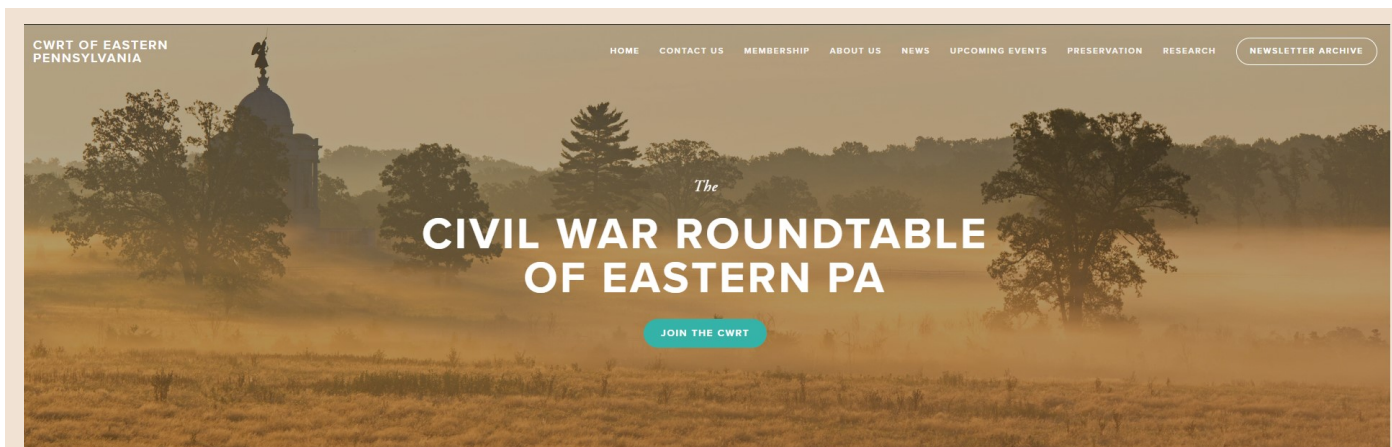 CWRT OF EASTERN
PENNSYLVANIA
HOME CONTACT US MEMBERSHIP ABOUT US NEWS UPCOMING EVENTS PRESERVATION RESEARCH NEWSLETTER ARCHIVE
The
CIVIL WAR ROUNDTABLE
OF EASTERN PA
JOIN THE CWRT